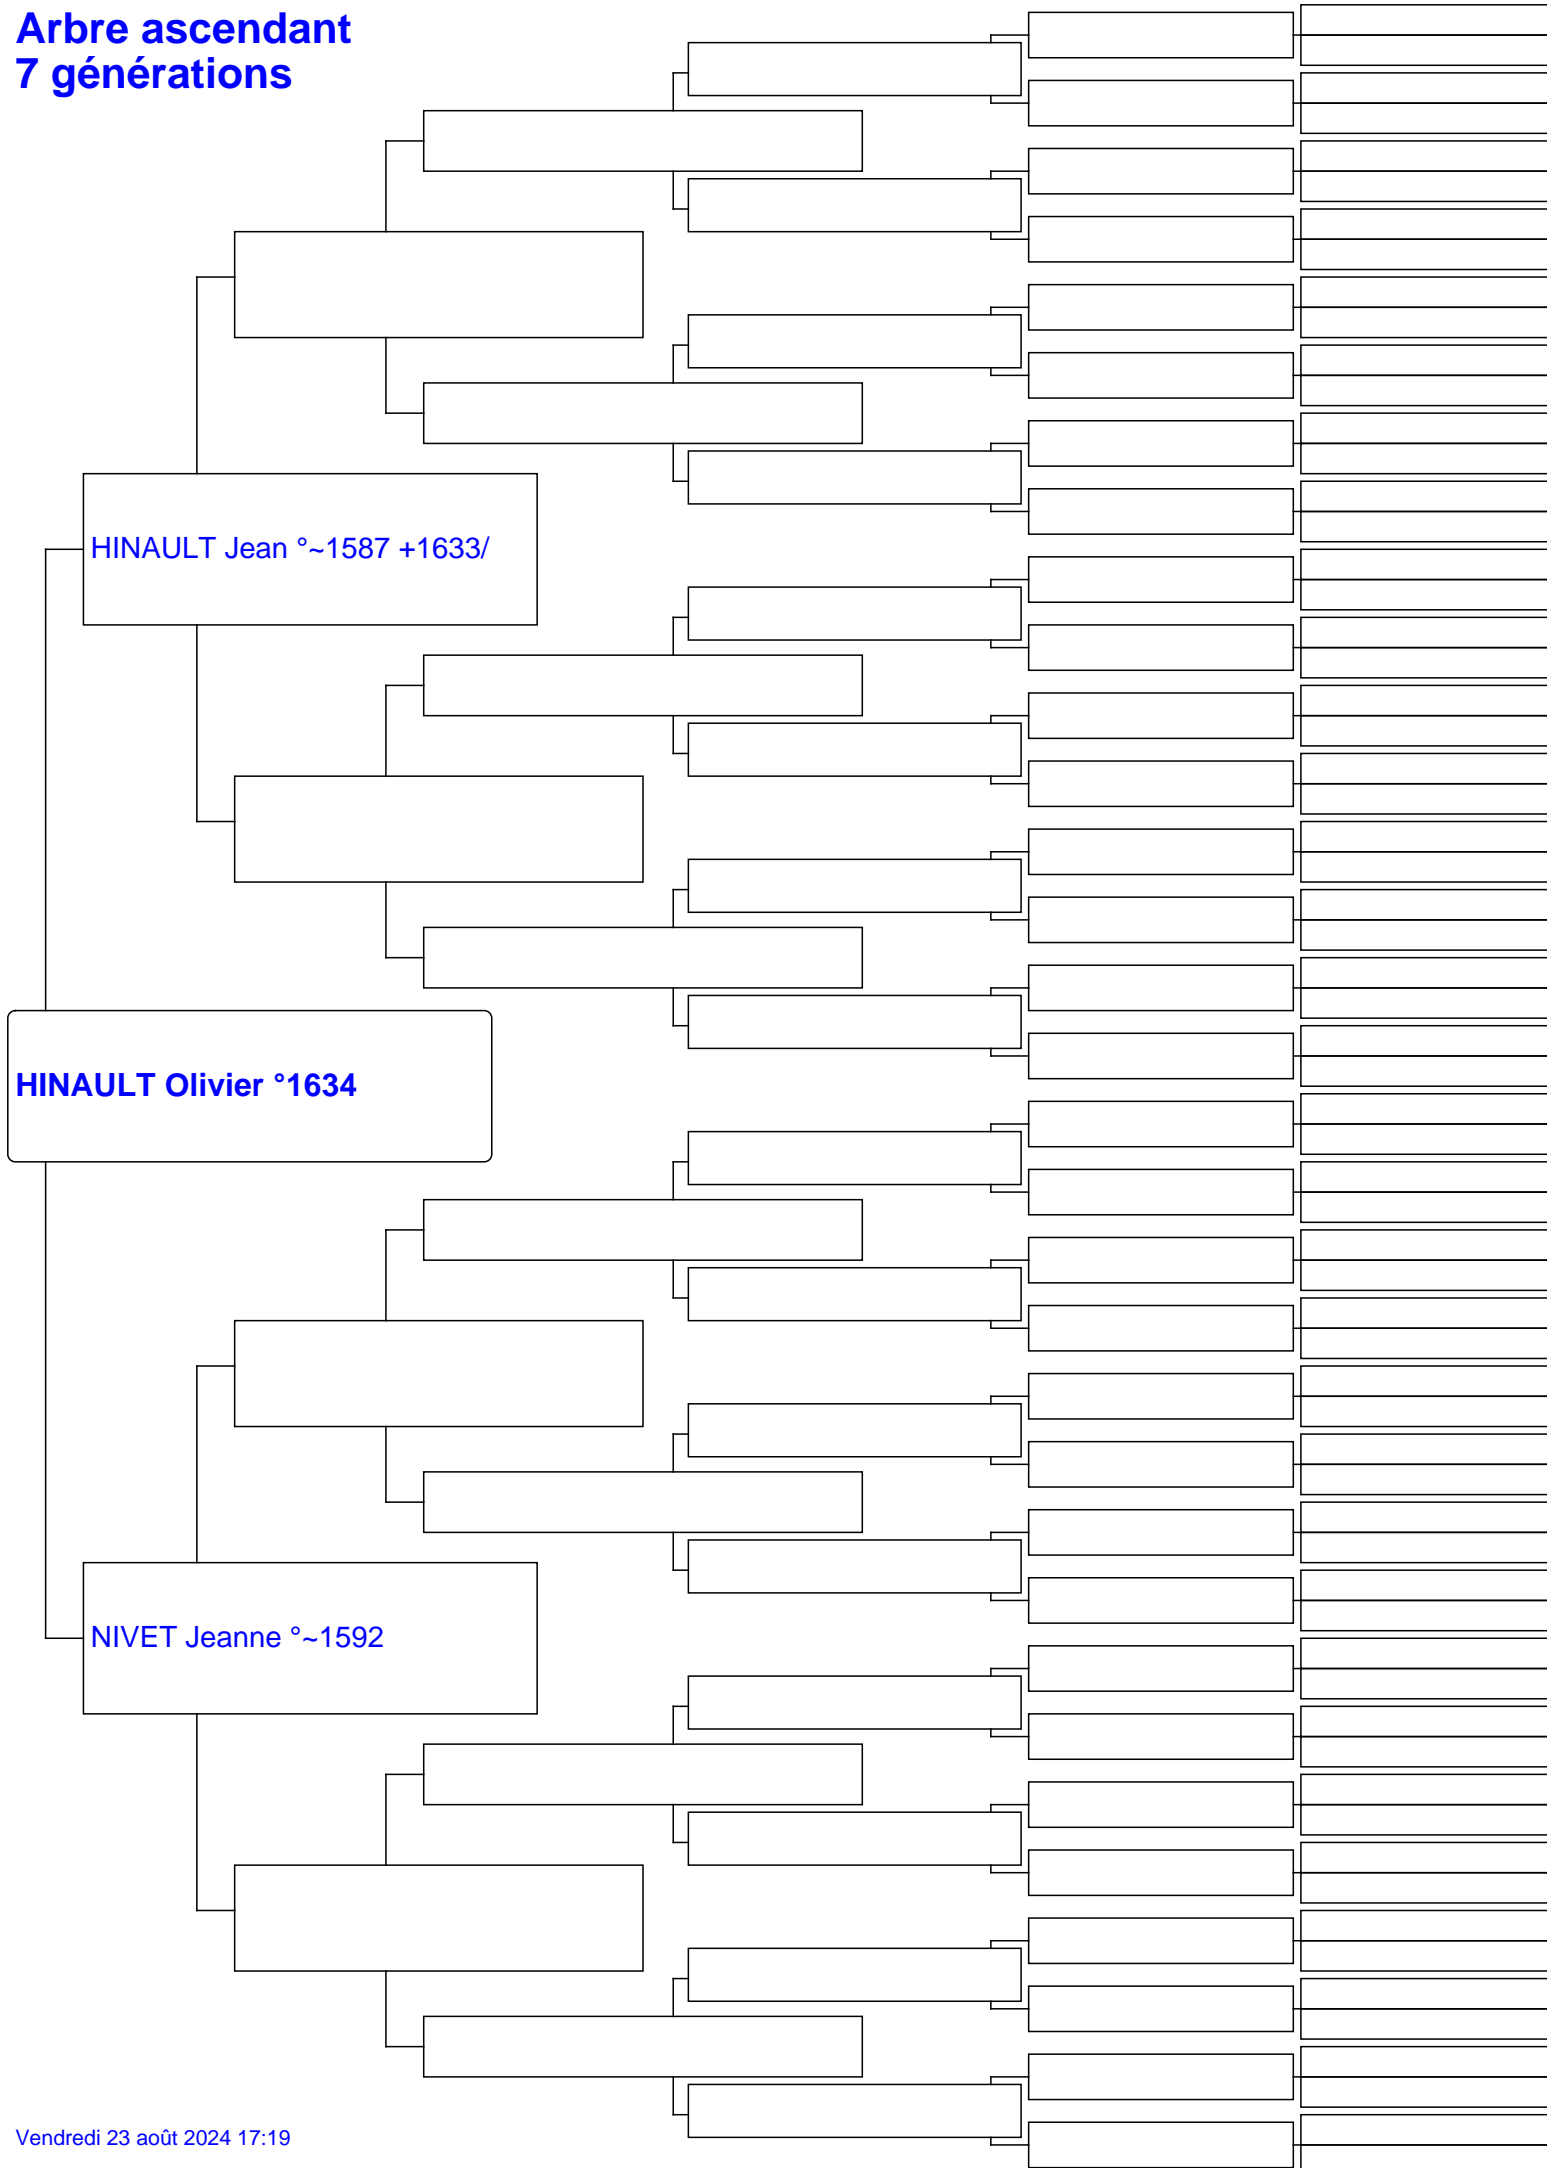 Arbre ascendant
7 générations
HINAULT Jean °~1587 +1633/
HINAULT Olivier °1634
NIVET Jeanne °~1592
Vendredi 23 août 2024 17:19